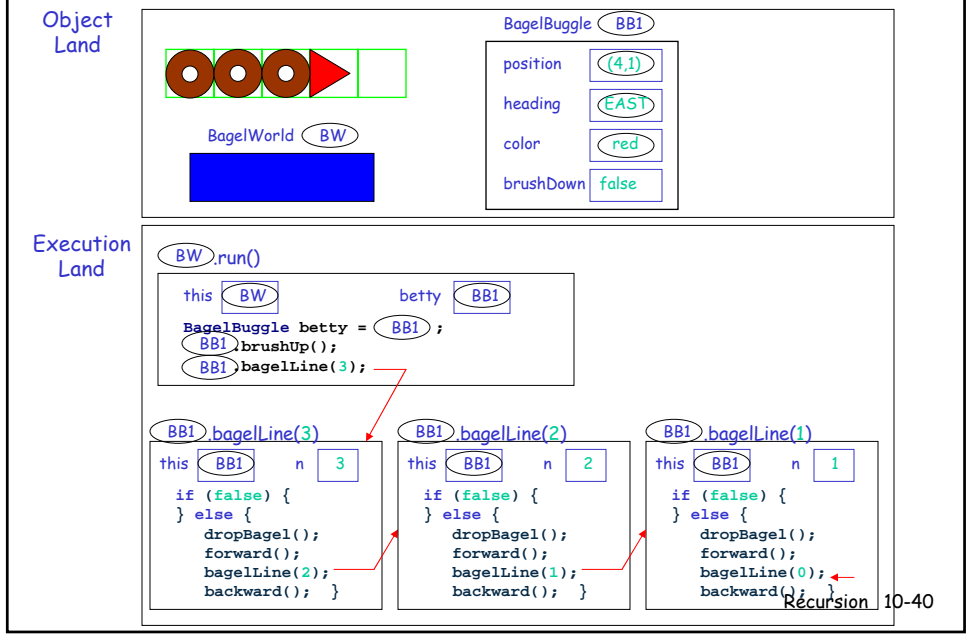 Object
Land
BagelBuggle BB1
position (4,1)
heading EAST
color red
brushDown false
BagelWorld BW
Execution
Land
BW.run()
this BW betty BB1
BagelBuggle betty = BB1 ;
BB1.brushUp();
BB1.bagelLine(3);
BB1.bagelLine(3)
this BB1 n 3
if (false) {
} else {
dropBagel();
forward();
bagelLine(2);
backward(); }
BB1.bagelLine(2)
this BB1 n 2
if (false) {
} else {
dropBagel();
forward();
bagelLine(1);
backward(); }
BB1.bagelLine(1)
this BB1 n 1
if (false) {
} else {
dropBagel();
forward();
bagelLine(0);
backward(); }
Recursion 10-40